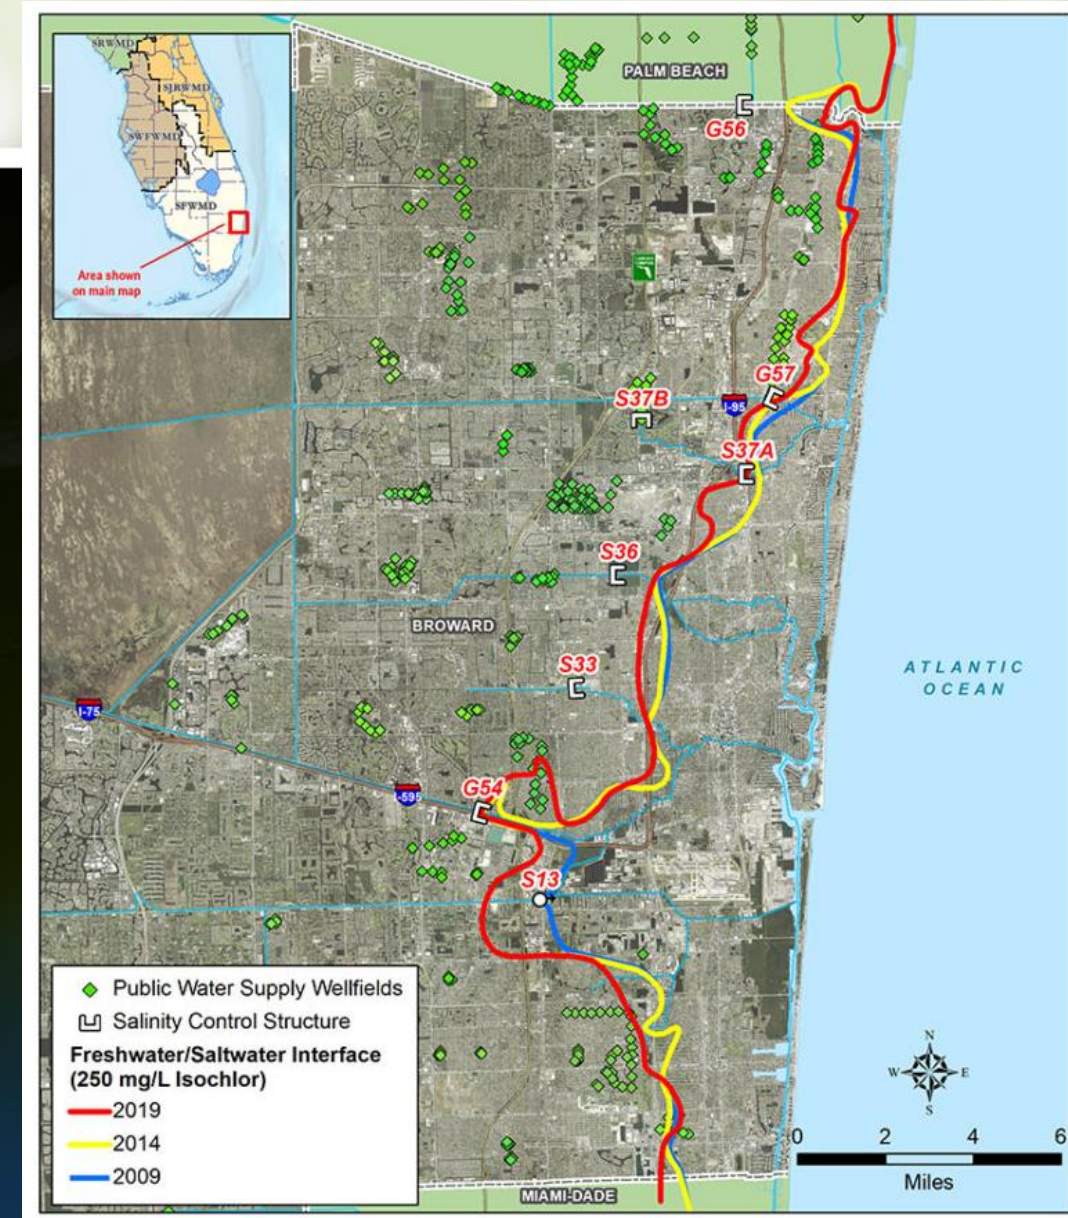 SRWMD
SJRWMD
SWFWMD
SFWMD
Area shown
on main map
PALM BEACH
G56
G57
S37B
I-95
S37A
S36
BROWARD
S33
ATLANTIC
OCEAN
I-75
G54
I-595
S13
Public Water Supply Wellfields
Salinity Control Structure
Freshwater/Saltwater Interface
(250 mg/L Isochlor)
2019
2014
2009
N
W E
S
0 2 4 6
Miles
MIAMI-DADE